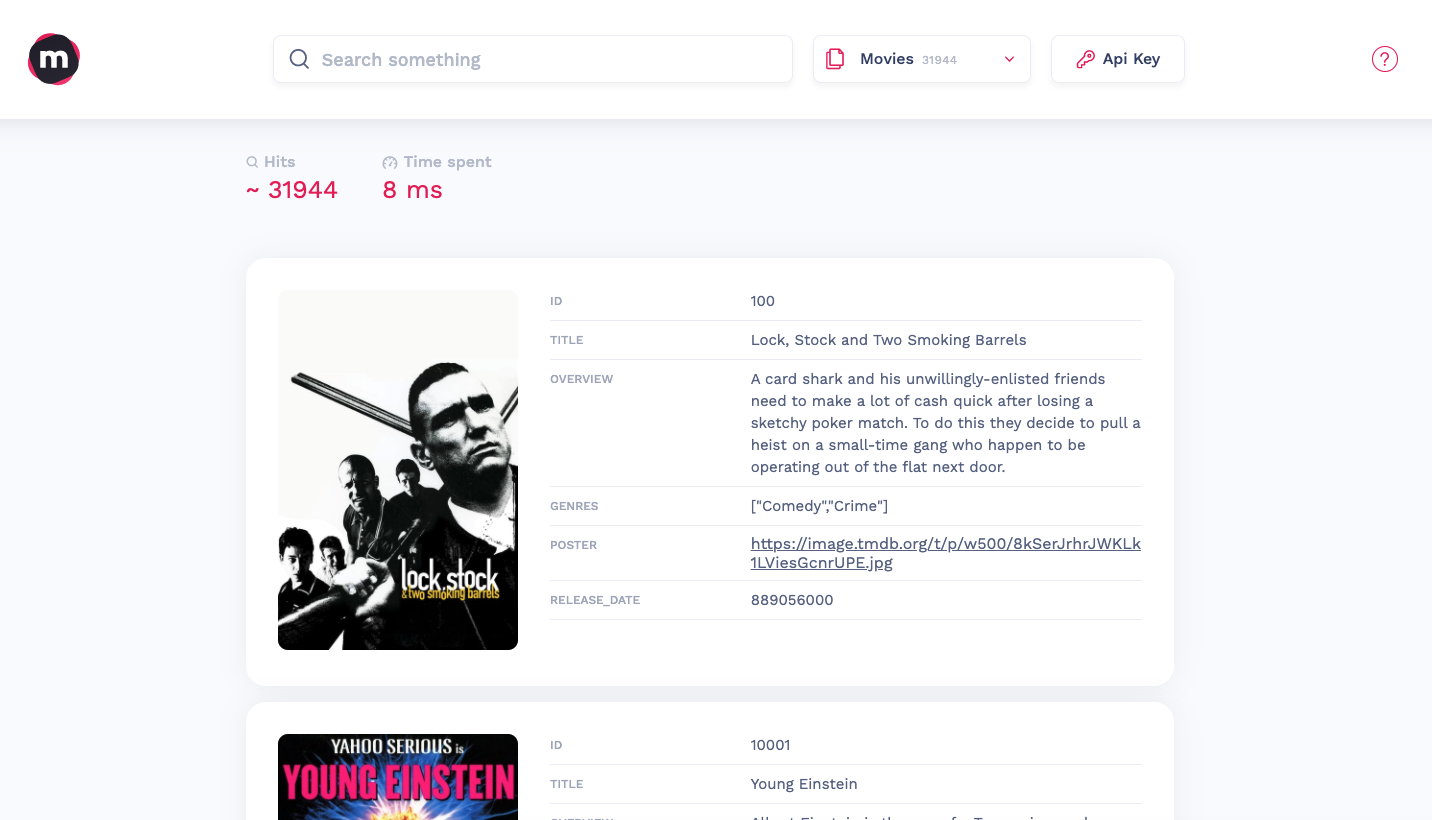 m
Search something
Movies 31944
Api Key
?
Hits
Time spent
~ 31944
8 ms
lock, stock
& two smoking barrels
ID
100
TITLE
Lock, Stock and Two Smoking Barrels
OVERVIEW
A card shark and his unwillingly-enlisted friends
need to make a lot of cash quick after losing a
sketchy poker match. To do this they decide to pull a
heist on a small-time gang who happen to be
operating out of the flat next door.
GENRES
["Comedy","Crime"]
POSTER
https://image.tmdb.org/t/p/w500/8kSerJrhrJWKLk
1LViesGcnrUPE.jpg
RELEASE_DATE
889056000
YAHOO SERIOUS is
YOUNG EINSTEIN
ID
10001
TITLE
Young Einstein